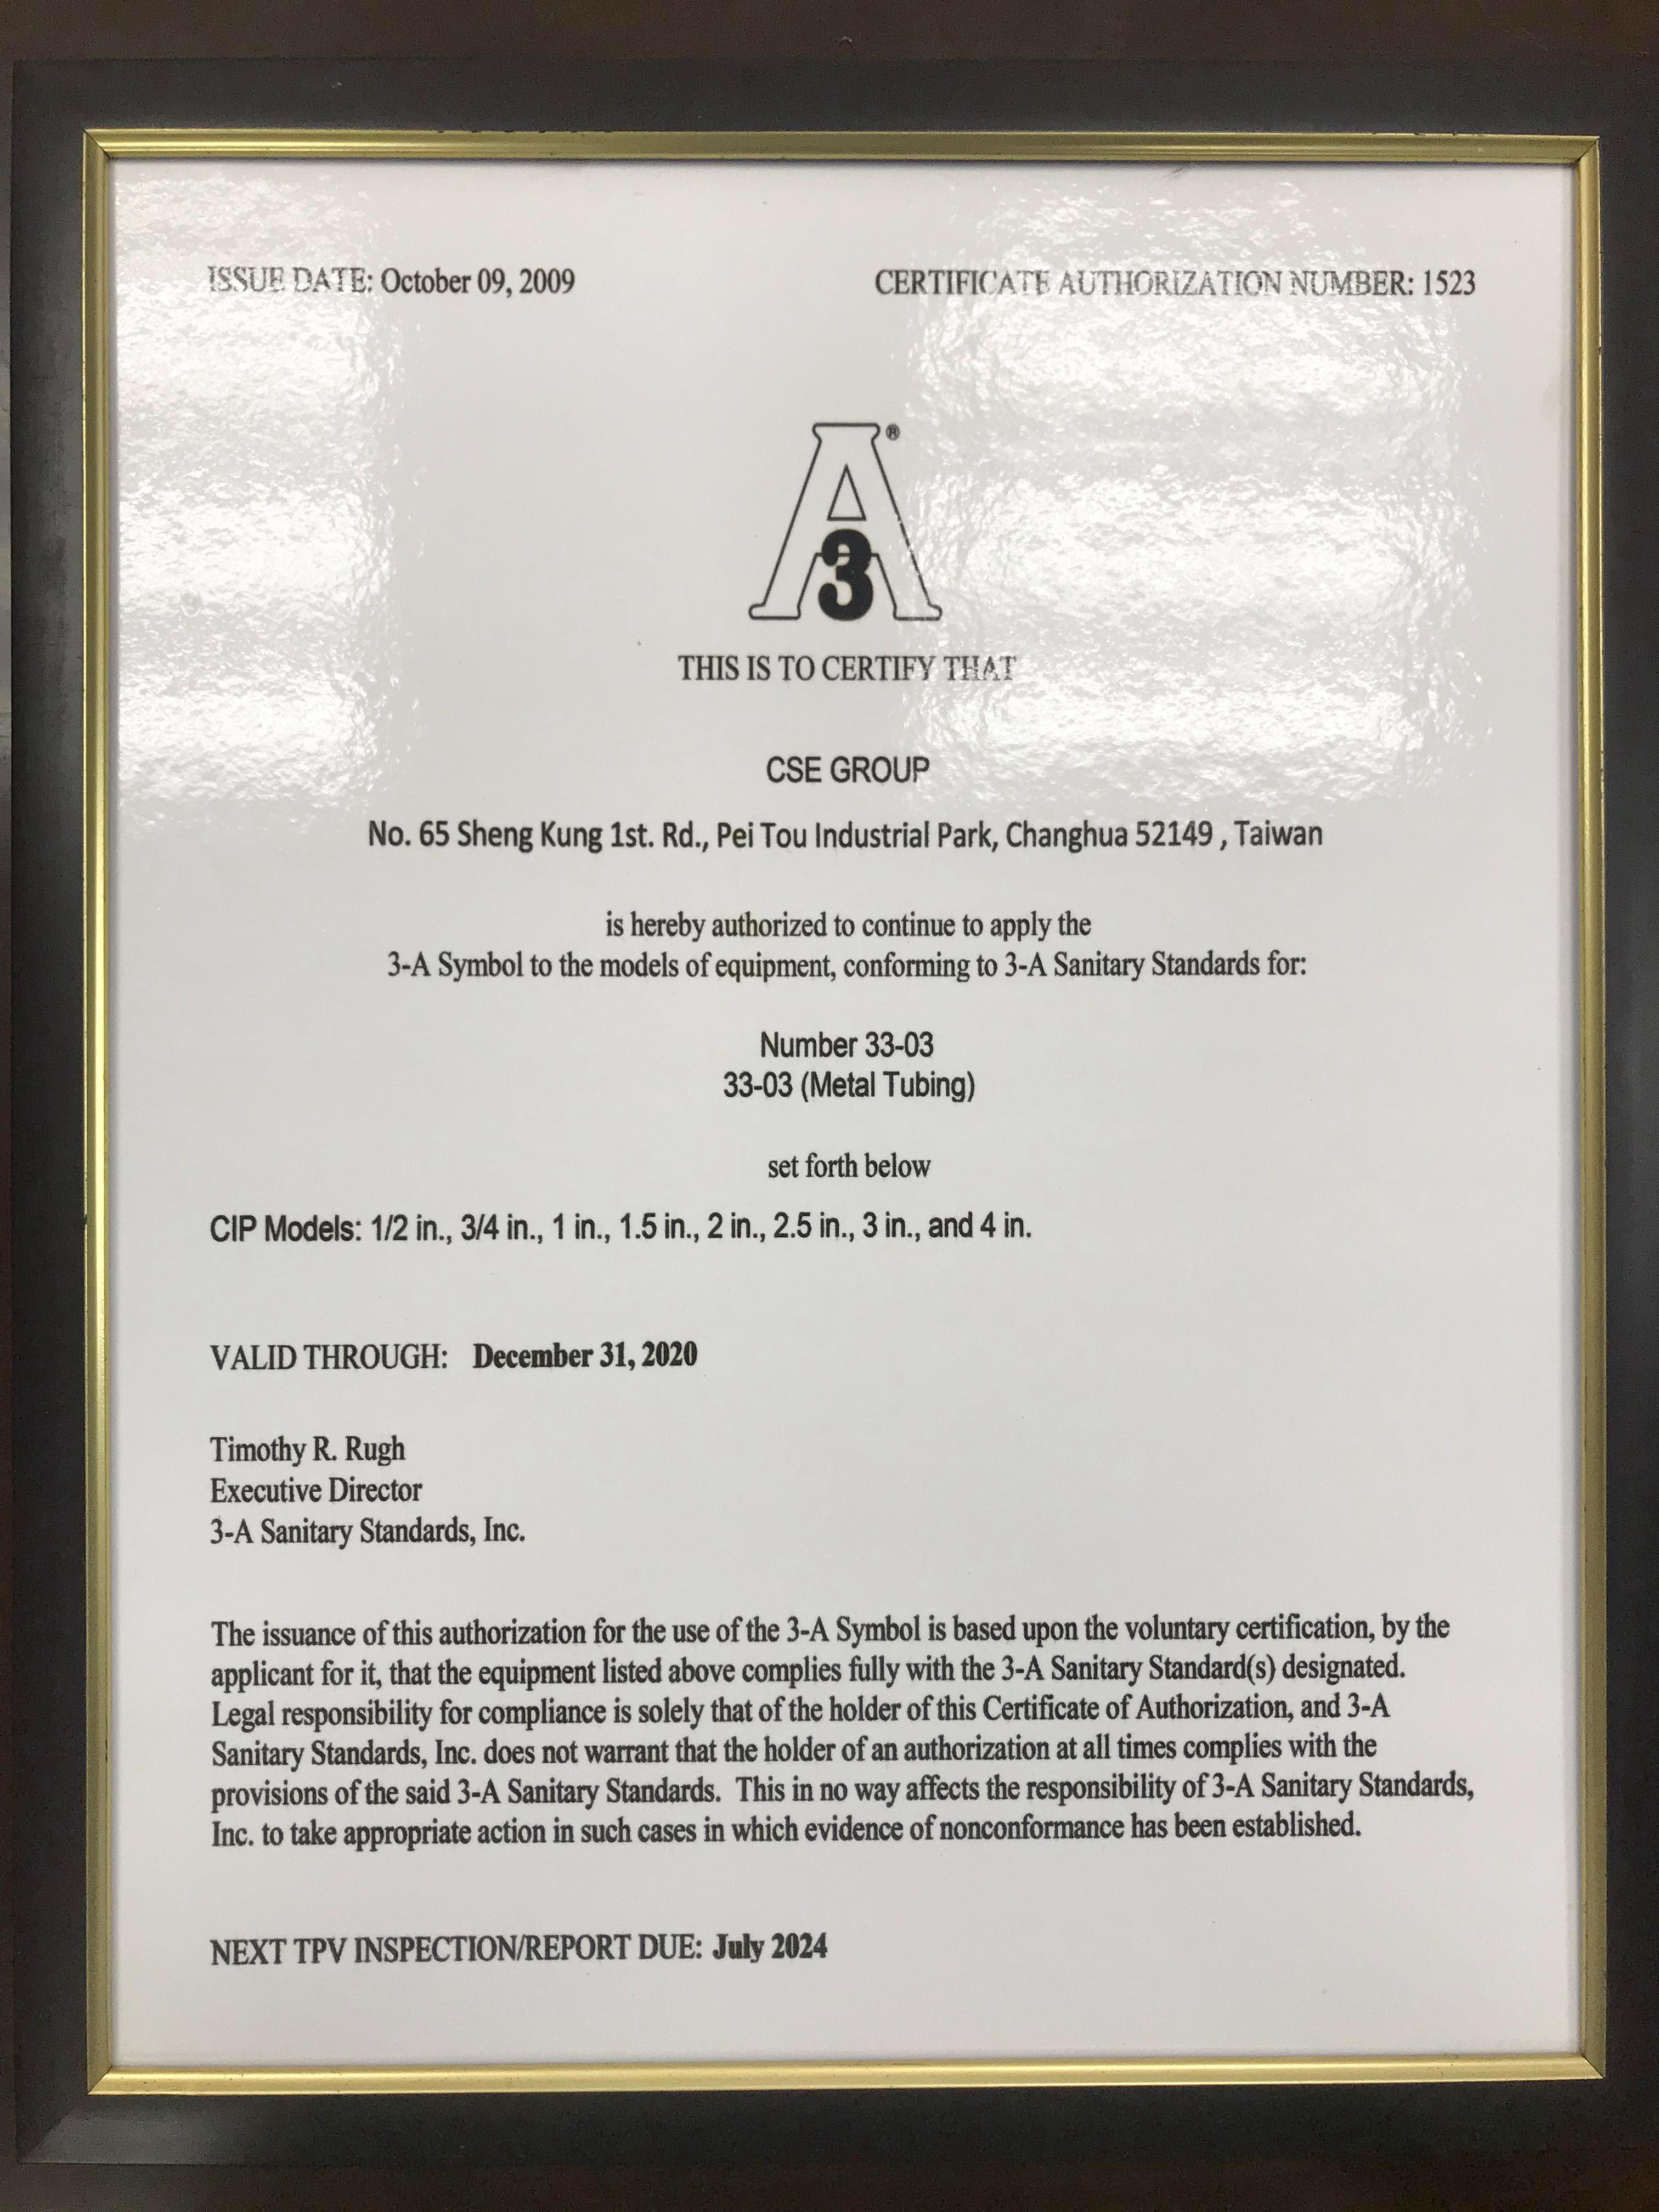 ISSUE DATE: October 09, 2009
CERTIFICATE AUTHORIZATION NUMBER: 1523
A®
3
THIS IS TO CERTIFY THAT
CSE GROUP
No. 65 Sheng Kung 1st. Rd., Pei Tou Industrial Park, Changhua 52149 , Taiwan
is hereby authorized to continue to apply the
3-A Symbol to the models of equipment, conforming to 3-A Sanitary Standards for:
Number 33-03
33-03 (Metal Tubing)
set forth below
CIP Models: 1/2 in., 3/4 in., 1 in., 1.5 in., 2 in., 2.5 in., 3 in., and 4 in.
VALID THROUGH: December 31, 2020
Timothy R. Rugh
Executive Director
3-A Sanitary Standards, Inc.
The issuance of this authorization for the use of the 3-A Symbol is based upon the voluntary certification, by the
applicant for it, that the equipment listed above complies fully with the 3-A Sanitary Standard(s) designated.
Legal responsibility for compliance is solely that of the holder of this Certificate of Authorization, and 3-A
Sanitary Standards, Inc. does not warrant that the holder of an authorization at all times complies with the
provisions of the said 3-A Sanitary Standards. This in no way affects the responsibility of 3-A Sanitary Standards,
Inc. to take appropriate action in such cases in which evidence of nonconformance has been established.
NEXT TPV INSPECTION/REPORT DUE: July 2024